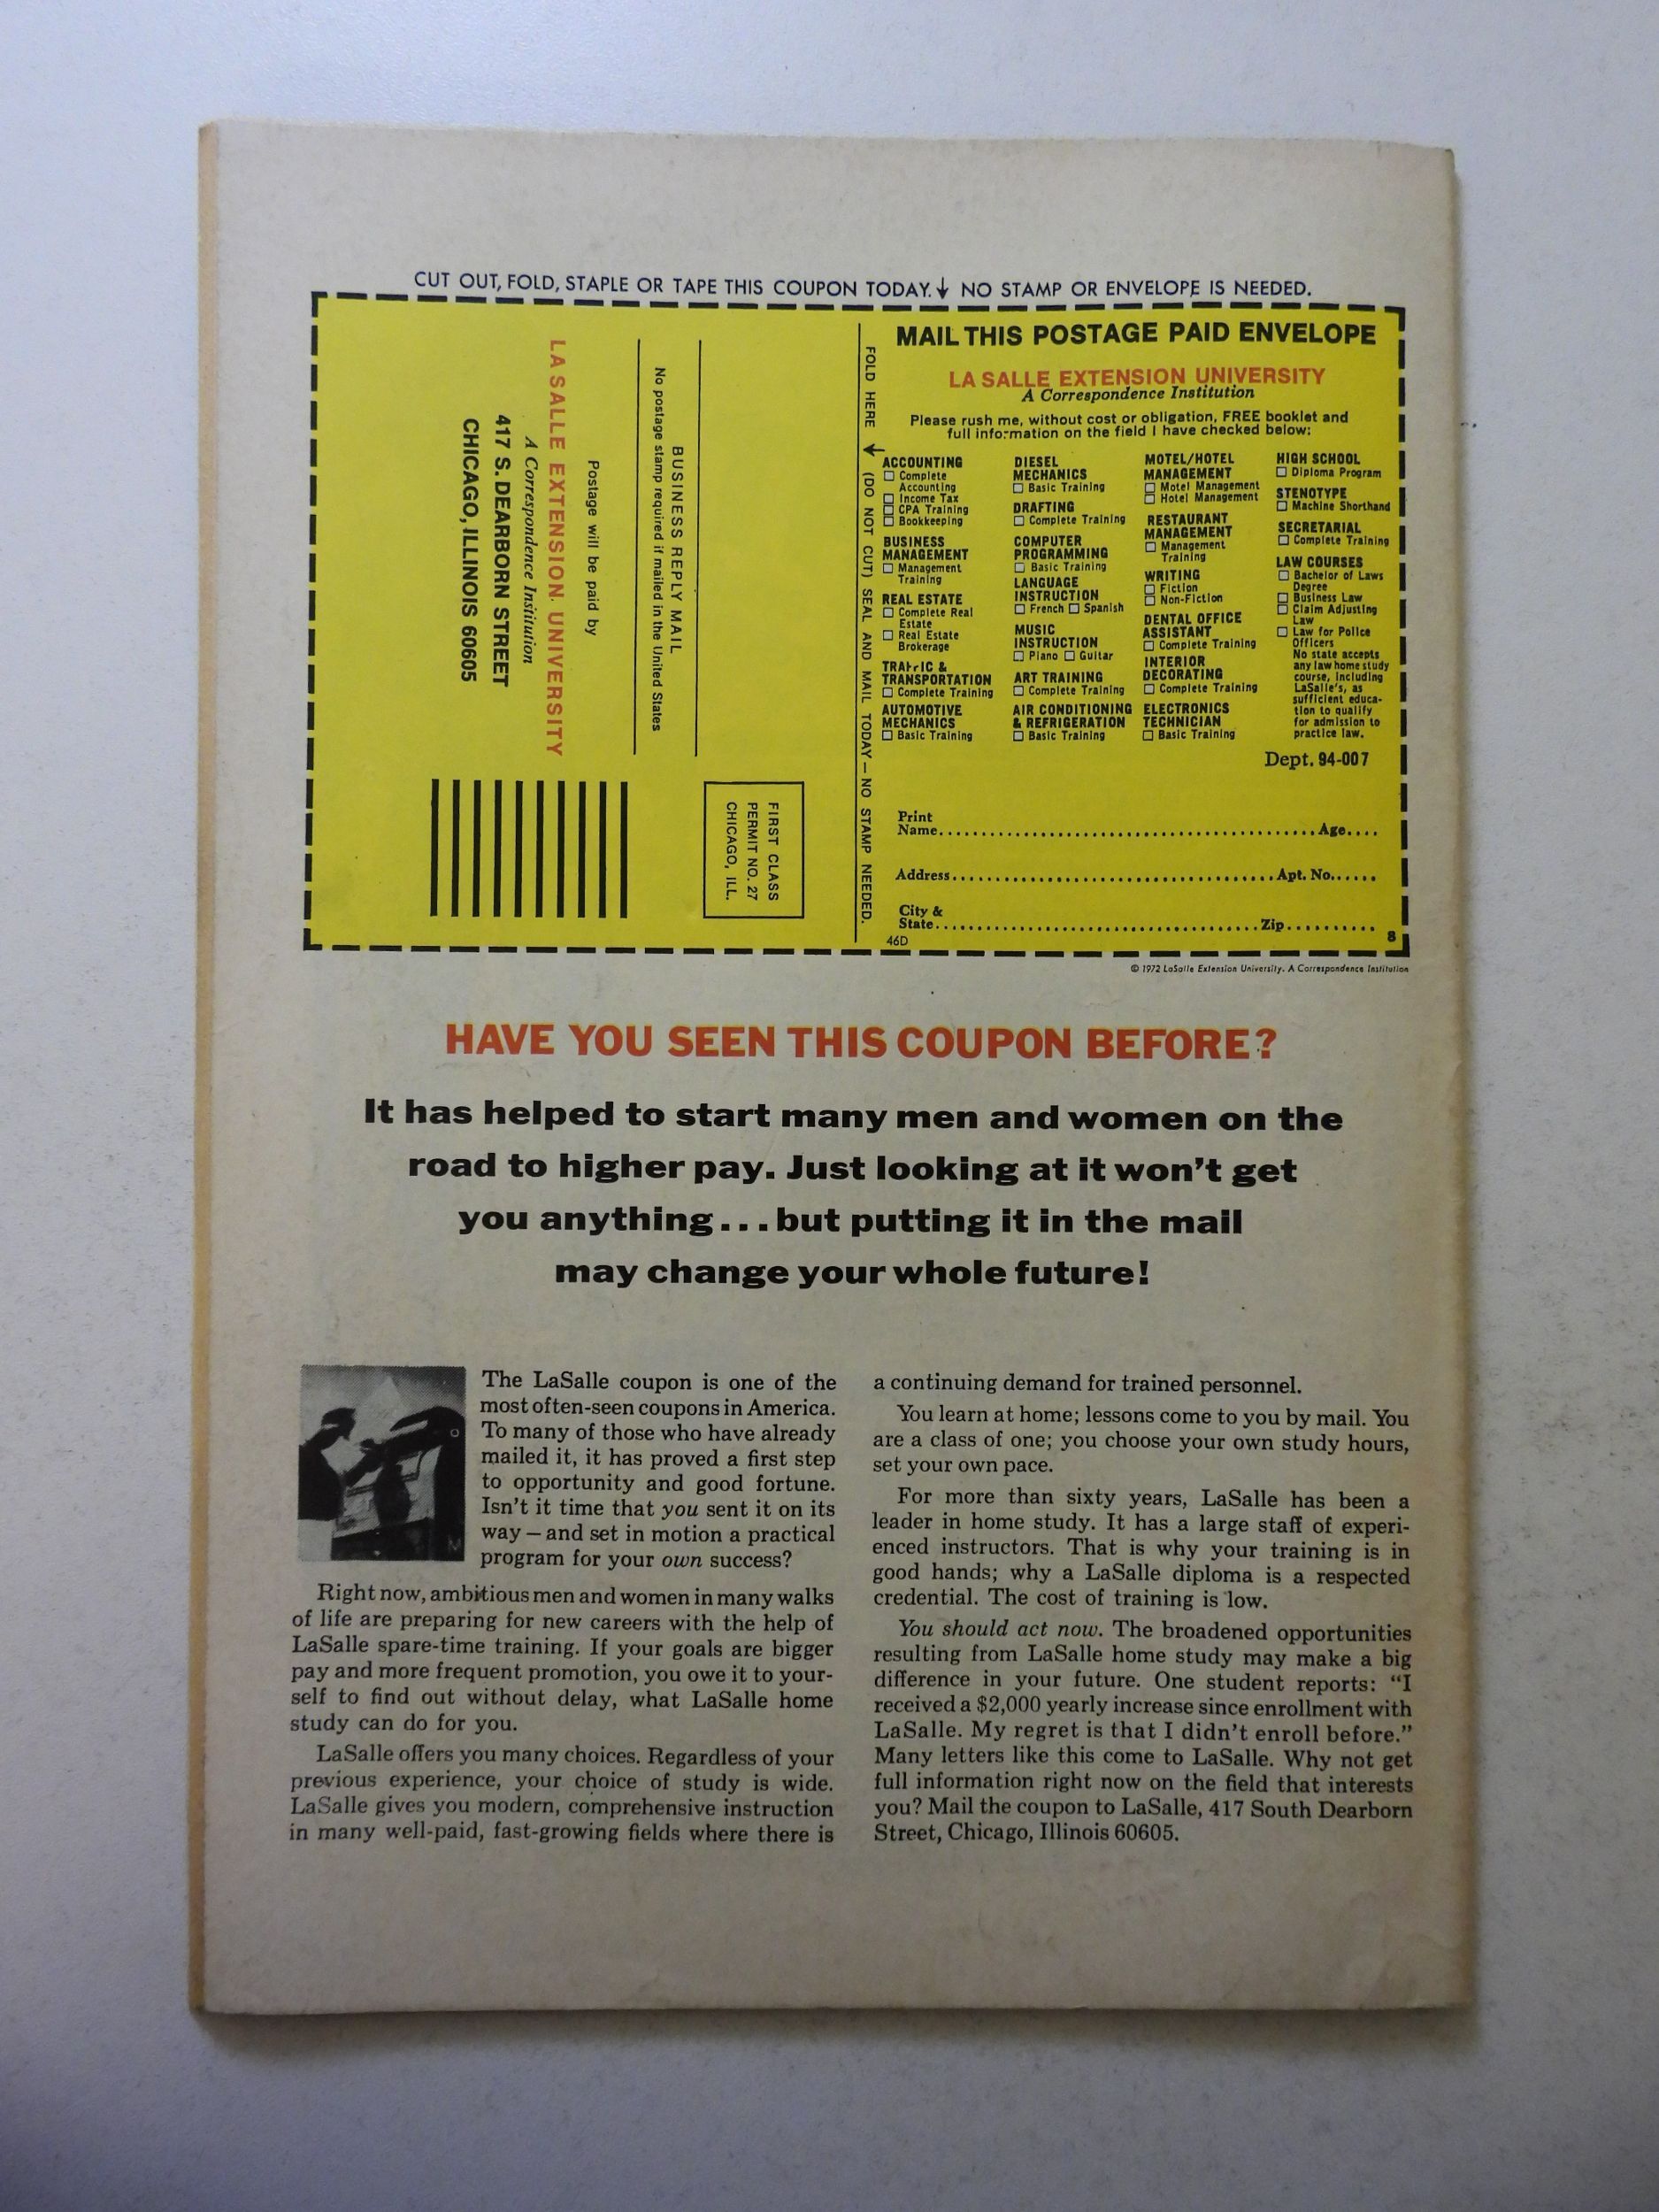 CUT OUT, FOLD, STAPLE OR TAPE THIS COUPON TODAY. ↓ NO STAMP OR ENVELOPE IS NEEDED.
FIRST CLASS
PERMIT NO. 27
CHICAGO, ILL.
BUSINESS REPLY MAIL
No postage stamp required if mailed in the United States
Postage will be paid by
LA SALLE EXTENSION UNIVERSITY
A Correspondence Institution
417 S. DEARBORN STREET
CHICAGO, ILLINOIS 60605
FOLD HERE ↓ (DO NOT CUT) SEAL AND MAIL TODAY — NO STAMP NEEDED.
MAIL THIS POSTAGE PAID ENVELOPE
LA SALLE EXTENSION UNIVERSITY
A Correspondence Institution
Please rush me, without cost or obligation, FREE booklet and
full information on the field I have checked below:
ACCOUNTING
☐ Complete
Accounting
☐ Income Tax
☐ CPA Training
☐ Bookkeeping
BUSINESS
MANAGEMENT
☐ Management
Training
REAL ESTATE
☐ Complete Real
Estate
☐ Real Estate
Brokerage
TRAFFIC &
TRANSPORTATION
☐ Complete Training
AUTOMOTIVE
MECHANICS
☐ Basic Training
DIESEL
MECHANICS
☐ Basic Training
DRAFTING
☐ Complete Training
COMPUTER
PROGRAMMING
☐ Basic Training
LANGUAGE
INSTRUCTION
☐ French ☐ Spanish
MUSIC
INSTRUCTION
☐ Piano ☐ Guitar
ART TRAINING
☐ Complete Training
AIR CONDITIONING
& REFRIGERATION
☐ Basic Training
MOTEL/HOTEL
MANAGEMENT
☐ Motel Management
☐ Hotel Management
RESTAURANT
MANAGEMENT
☐ Management
Training
WRITING
☐ Fiction
☐ Non-Fiction
DENTAL OFFICE
ASSISTANT
☐ Complete Training
INTERIOR
DECORATING
☐ Complete Training
ELECTRONICS
TECHNICIAN
☐ Basic Training
HIGH SCHOOL
☐ Diploma Program
STENOTYPE
☐ Machine Shorthand
SECRETARIAL
☐ Complete Training
LAW COURSES
☐ Bachelor of Laws
Degree
☐ Business Law
☐ Claim Adjusting
Law
☐ Law for Police
Officers
No state accepts
any law home study
course, including
LaSalle's, as
sufficient educa-
tion to qualify
for admission to
practice law.
Dept. 94-007
Print
Name..........Age....
Address..........Apt. No......
City &
State..........Zip..........
46D 8
© 1972 LaSalle Extension University. A Correspondence Institution
HAVE YOU SEEN THIS COUPON BEFORE?
It has helped to start many men and women on the
road to higher pay. Just looking at it won't get
you anything...but putting it in the mail
may change your whole future!
The LaSalle coupon is one of the
most often-seen coupons in America.
To many of those who have already
mailed it, it has proved a first step
to opportunity and good fortune.
Isn't it time that you sent it on its
way — and set in motion a practical
program for your own success?
Right now, ambitious men and women in many walks
of life are preparing for new careers with the help of
LaSalle spare-time training. If your goals are bigger
pay and more frequent promotion, you owe it to your-
self to find out without delay, what LaSalle home
study can do for you.
LaSalle offers you many choices. Regardless of your
previous experience, your choice of study is wide.
LaSalle gives you modern, comprehensive instruction
in many well-paid, fast-growing fields where there is
a continuing demand for trained personnel.
You learn at home; lessons come to you by mail. You
are a class of one; you choose your own study hours,
set your own pace.
For more than sixty years, LaSalle has been a
leader in home study. It has a large staff of experi-
enced instructors. That is why your training is in
good hands; why a LaSalle diploma is a respected
credential. The cost of training is low.
You should act now. The broadened opportunities
resulting from LaSalle home study may make a big
difference in your future. One student reports: "I
received a $2,000 yearly increase since enrollment with
LaSalle. My regret is that I didn't enroll before."
Many letters like this come to LaSalle. Why not get
full information right now on the field that interests
you? Mail the coupon to LaSalle, 417 South Dearborn
Street, Chicago, Illinois 60605.